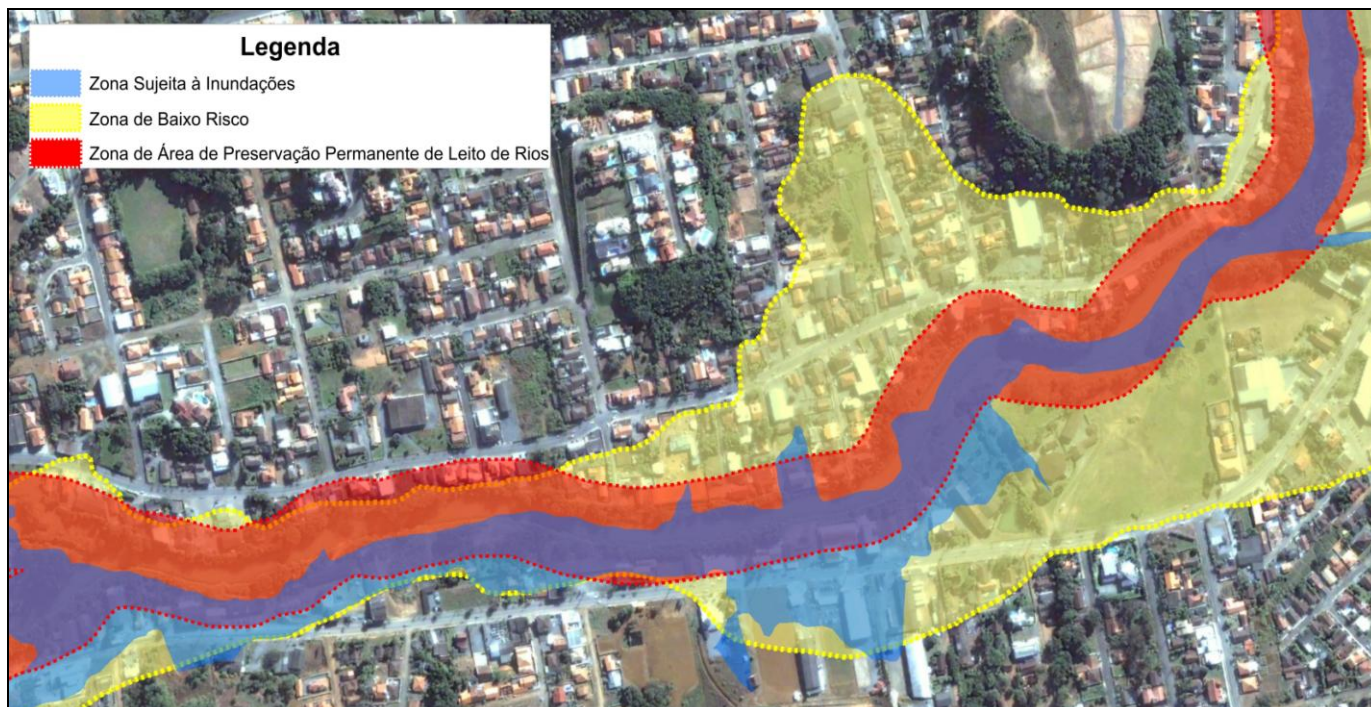 Legenda
Zona Sujeita à Inundações
Zona de Baixo Risco
Zona de Área de Preservação Permanente de Leito de Rios